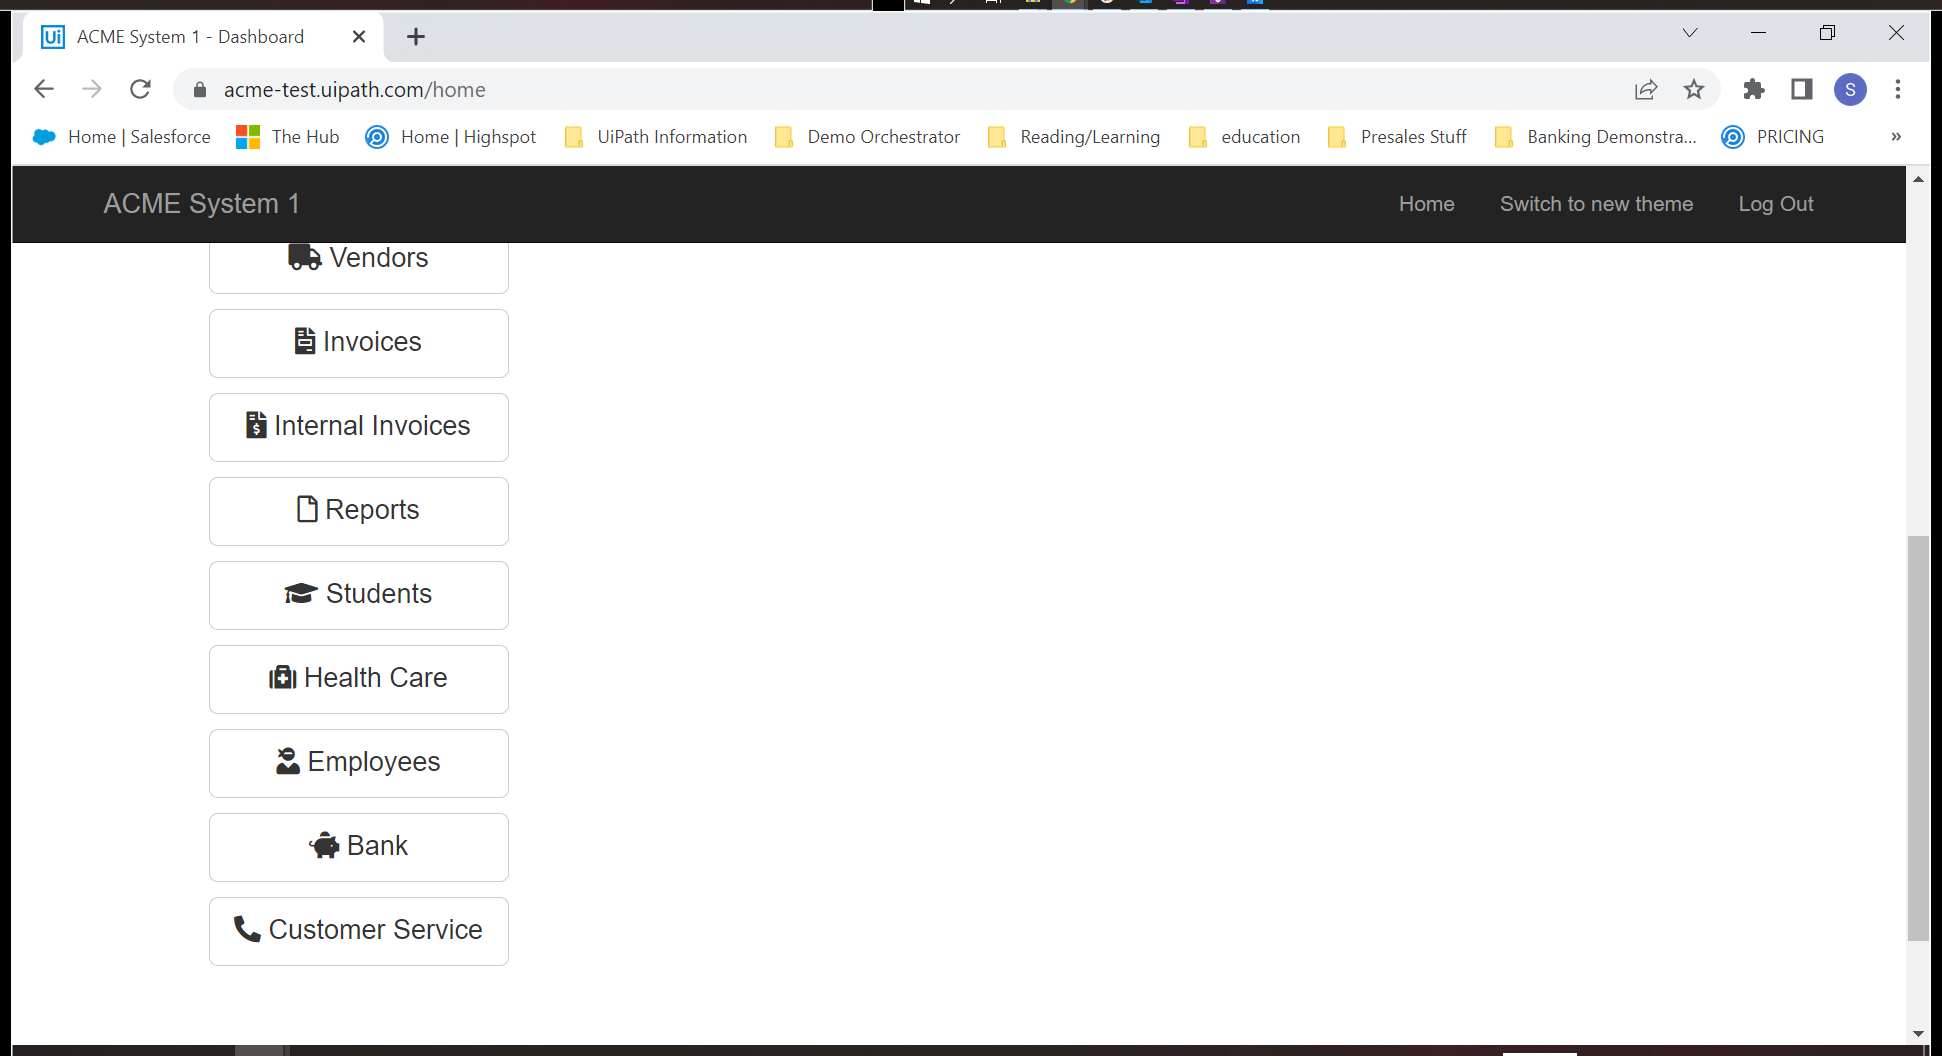 Ui ACME System 1 - Dashboard
acme-test.uipath.com/home
S
Home | Salesforce The Hub Home | Highspot UiPath Information Demo Orchestrator Reading/Learning education Presales Stuff Banking Demonstra... PRICING »
ACME System 1 Home Switch to new theme Log Out
Vendors
Invoices
Internal Invoices
Reports
Students
Health Care
Employees
Bank
Customer Service